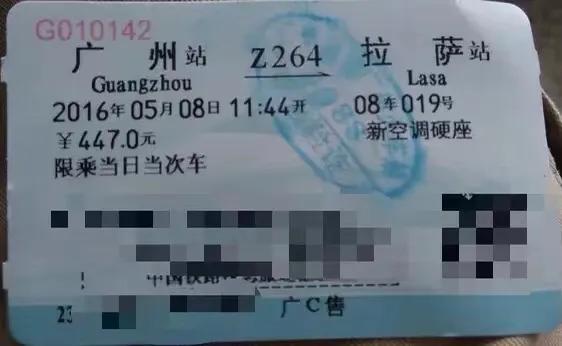 G010142
广州站 Z264 拉萨站
Guangzhou Lasa
2016年05月08日 11:44开 08车019号
￥447.0元 新空调硬座
限乘当日当次车
广C售